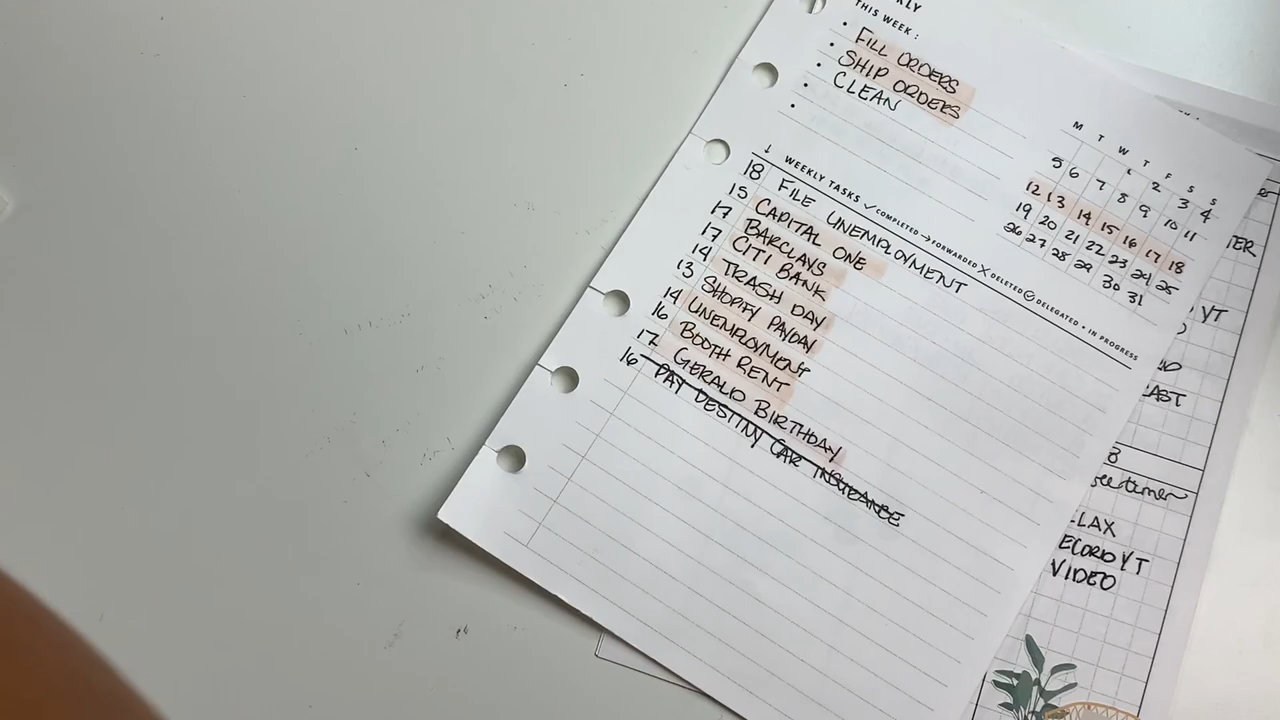 THIS WEEK :
• FILL ORDERS
• SHIP ORDERS
• CLEAN
•
M T W T F S S
1 2 3 4
5 6 7 8 9 10 11
12 13 14 15 16 17 18
19 20 21 22 23 24 25
26 27 28 29 30 31
↓ WEEKLY TASKS ✓COMPLETED →FORWARDED ✕DELETED ⊘DELEGATED • IN PROGRESS
18 FILE UNEMPLOYMENT
15 CAPITAL ONE
17 BARCLAYS
17 CITI BANK
14 TRASH DAY
13 SHOPIFY PAYDAY
14 UNEMPLOYMENT
16 BOOTH RENT
17 GERALD BIRTHDAY
16 PAY DESTINY CAR INSURANCE
YT
VIDEO